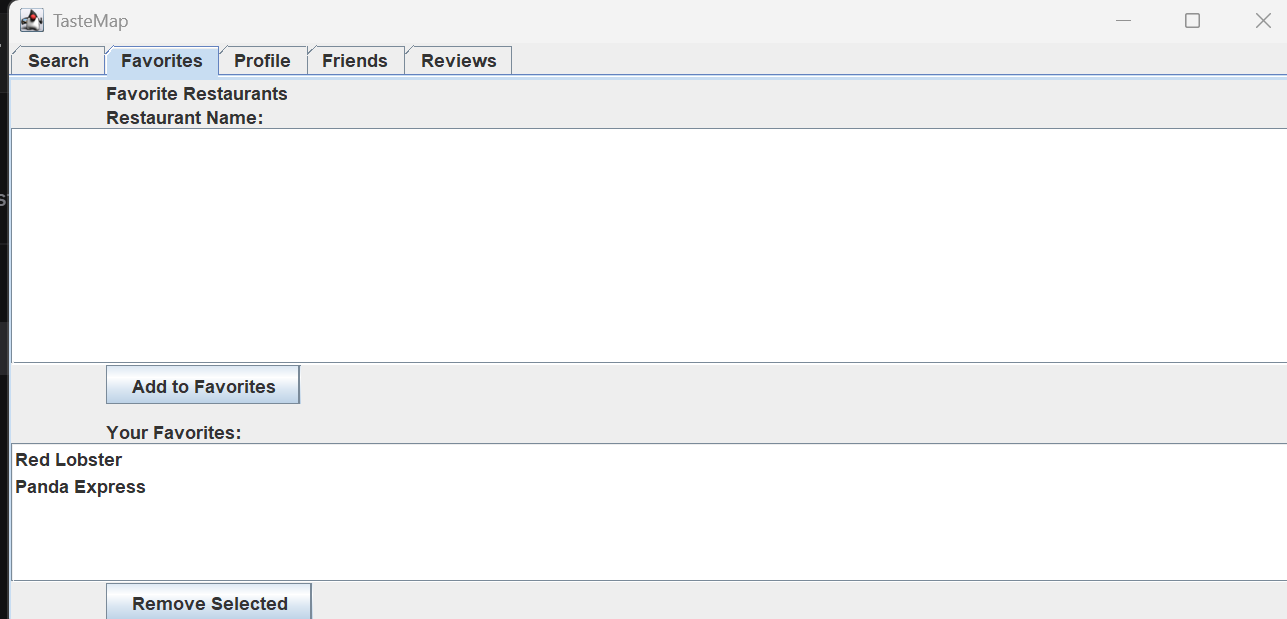 TasteMap
Search Favorites Profile Friends Reviews
Favorite Restaurants
Restaurant Name:
Add to Favorites
Your Favorites:
Red Lobster
Panda Express
Remove Selected